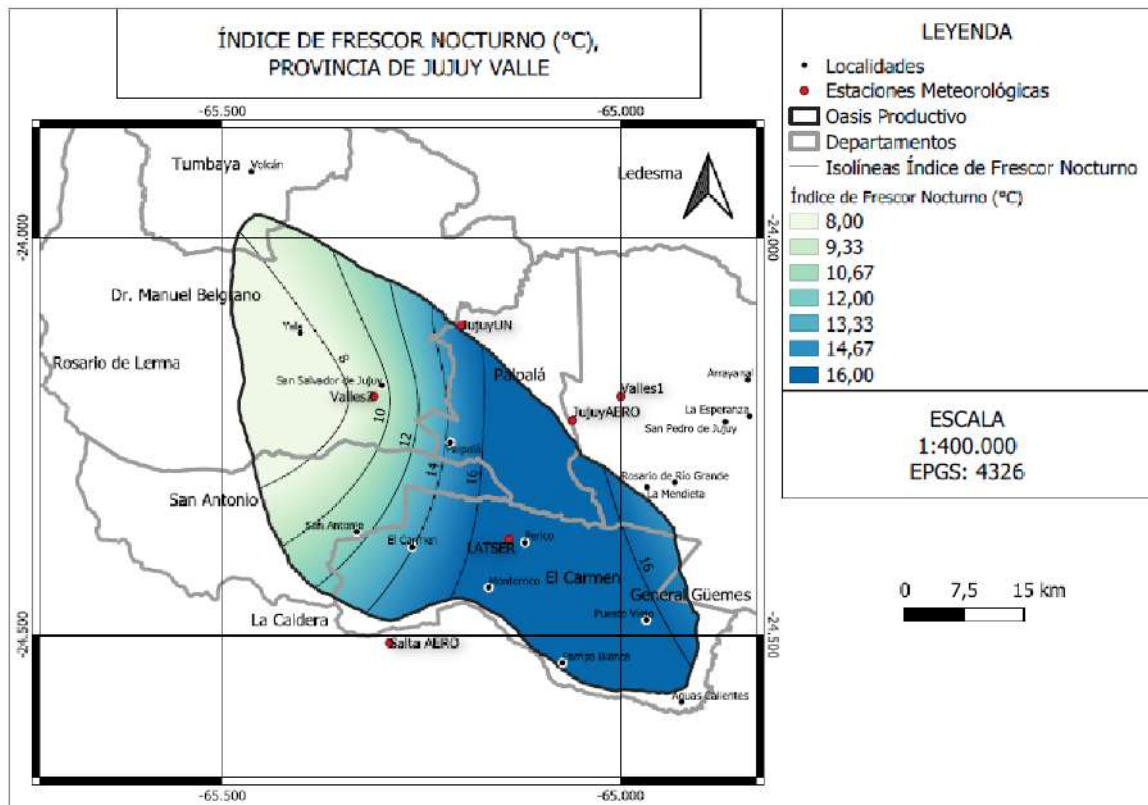 ÍNDICE DE FRESCOR NOCTURNO (°C),
PROVINCIA DE JUJUY VALLE
LEYENDA
Localidades
Estaciones Meteorológicas
Oasis Productivo
Departamentos
Isolíneas Índice de Frescor Nocturno
Índice de Frescor Nocturno (°C)
8,00
9,33
10,67
12,00
13,33
14,67
16,00
ESCALA
1:400.000
EPGS: 4326
0 7,5 15 km
-65.500 -65.000
-24.000 -24.000
Tumbaya
Volcán
Ledesma
Dr. Manuel Belgrano
Yala
JujuyUN
Rosario de Lerma
8
Palpalá
Arrayanal
San Salvador de Jujuy
Valles2
Valles1
10
JujuyAERO
La Esperanza
San Pedro de Jujuy
12
Palpalá
14
16
Rosario de Río Grande
La Mendieta
San Antonio
San Antonio
El Carmen
LATSER
Perico
16
Monterrico
El Carmen
General Güemes
La Caldera
Puesto Viejo
Salta AERO
Pampa Blanca
Aguas Calientes
-24.500 -24.500
-65.500 -65.000